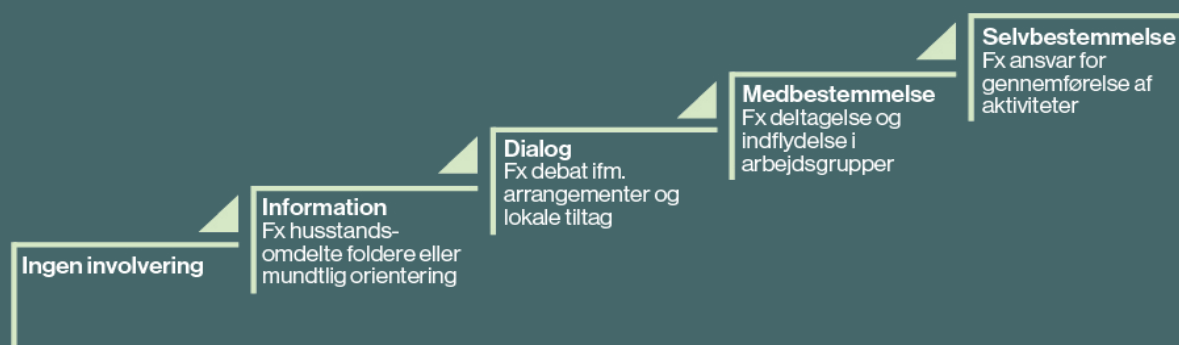 Ingen involvering
Information
Fx husstands-
omdelte foldere eller
mundtlig orientering
Dialog
Fx debat ifm.
arrangementer og
lokale tiltag
Medbestemmelse
Fx deltagelse og
indflydelse i
arbejdsgrupper
Selvbestemmelse
Fx ansvar for
gennemførelse af
aktiviteter